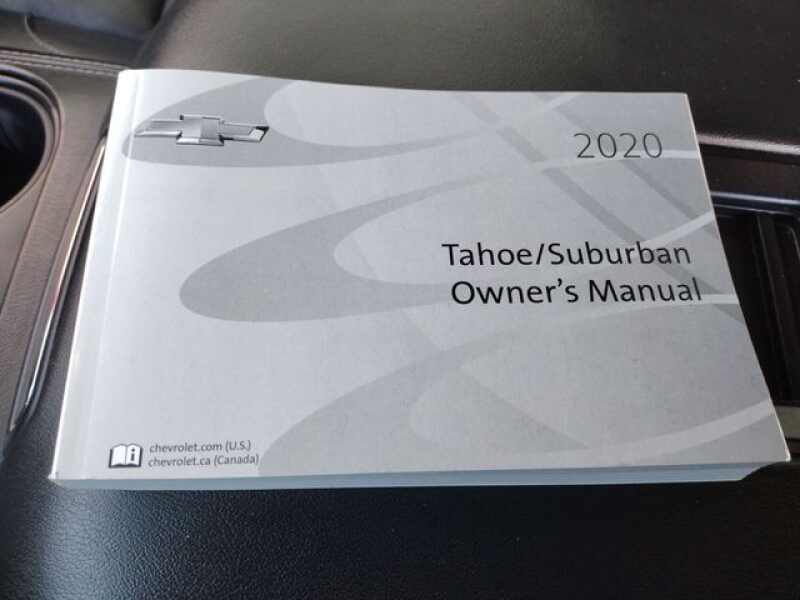 2020
Tahoe/Suburban
Owner's Manual
chevrolet.com (U.S.)
chevrolet.ca (Canada)